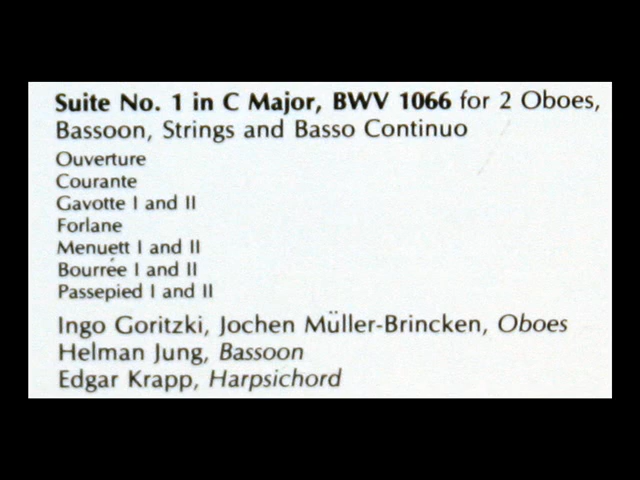 Suite No. 1 in C Major, BWV 1066 for 2 Oboes,
Bassoon, Strings and Basso Continuo
Ouverture
Courante
Gavotte I and II
Forlane
Menuett I and II
Bourrée I and II
Passepied I and II
Ingo Goritzki, Jochen Müller-Brincken, Oboes
Helman Jung, Bassoon
Edgar Krapp, Harpsichord